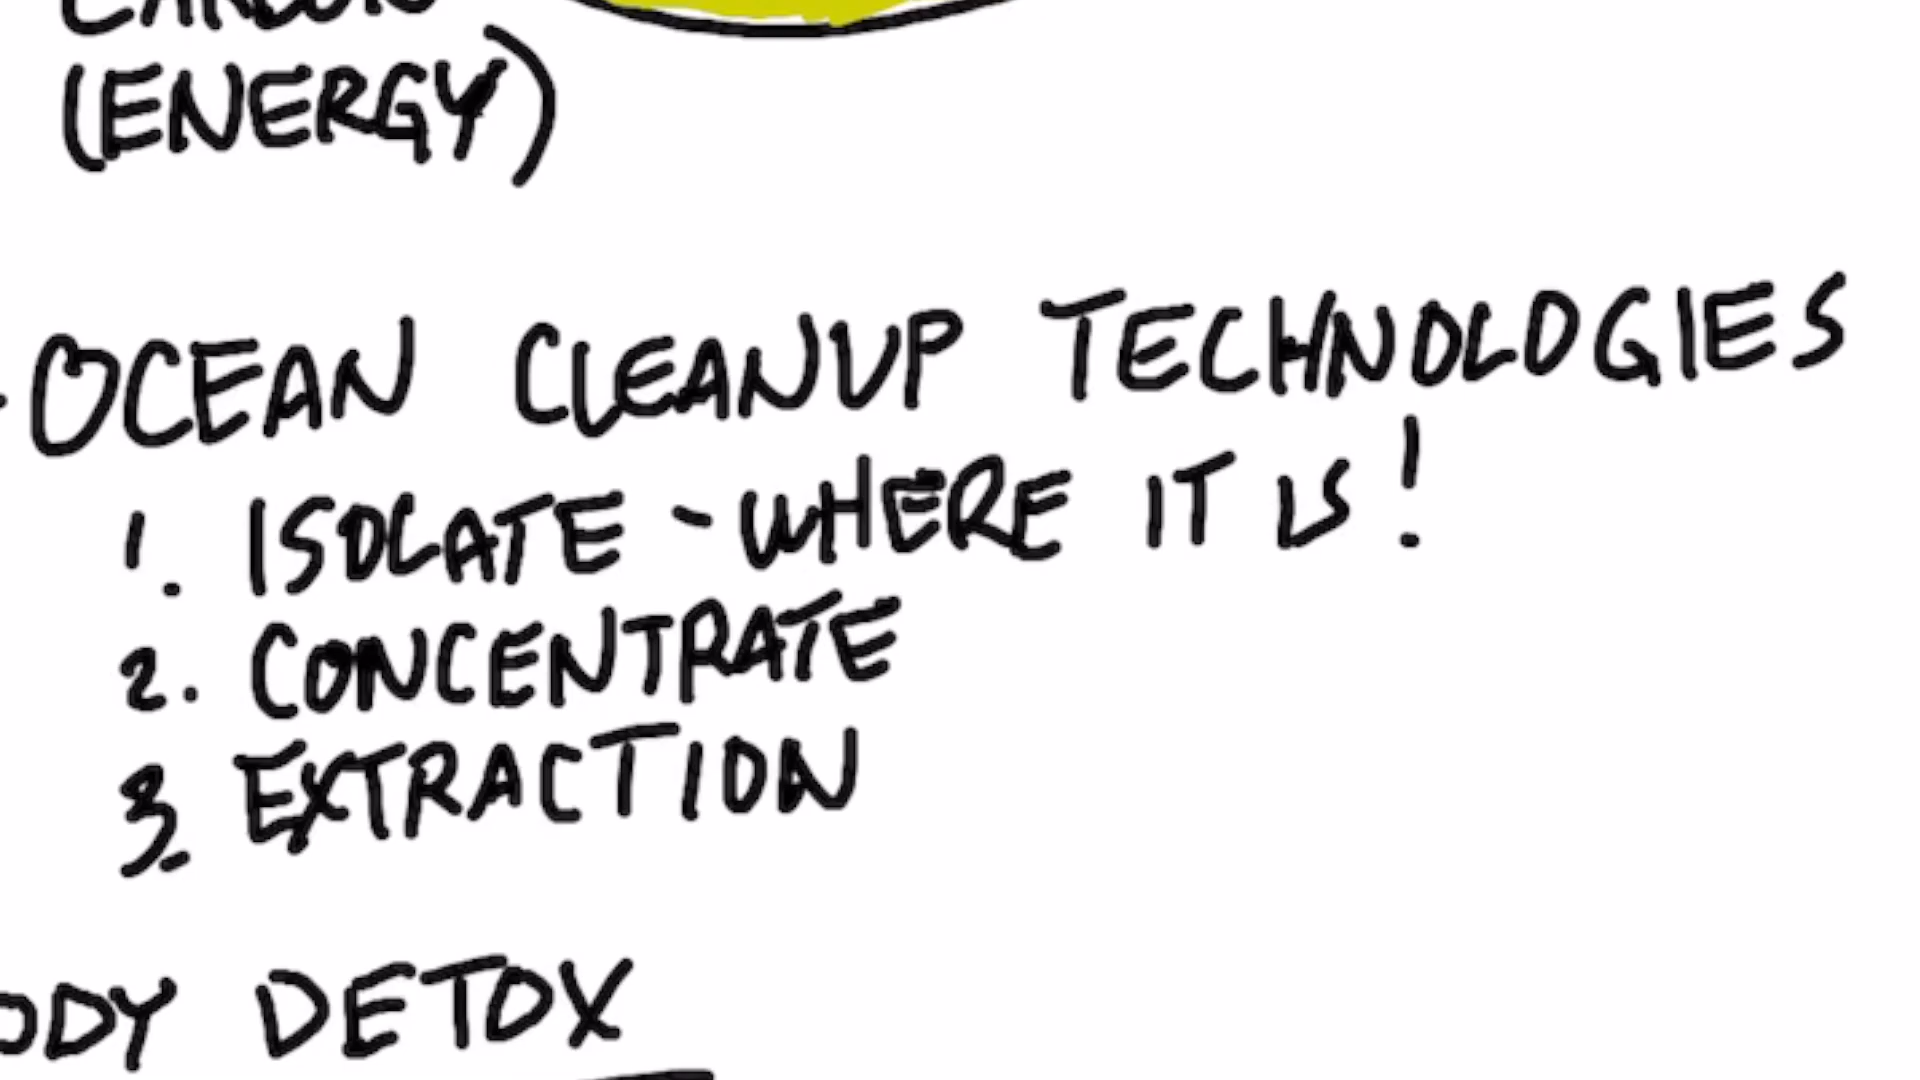 (ENERGY)
OCEAN CLEANUP TECHNOLOGIES
1. ISOLATE - WHERE IT IS!
2. CONCENTRATE
3. EXTRACTION
DETOX